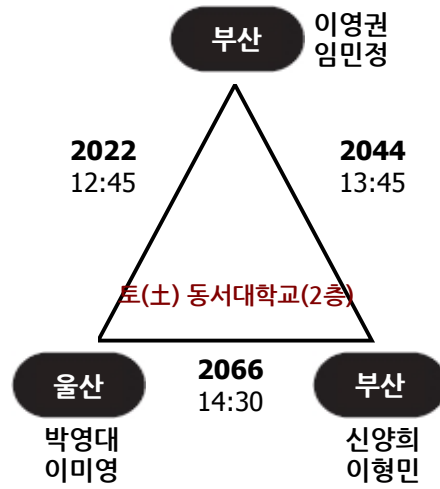 부산
이영권
임민정
2022
12:45
2044
13:45
토(土) 동서대학교(2층)
울산
2066
14:30
부산
박영대
이미영
신양희
이형민